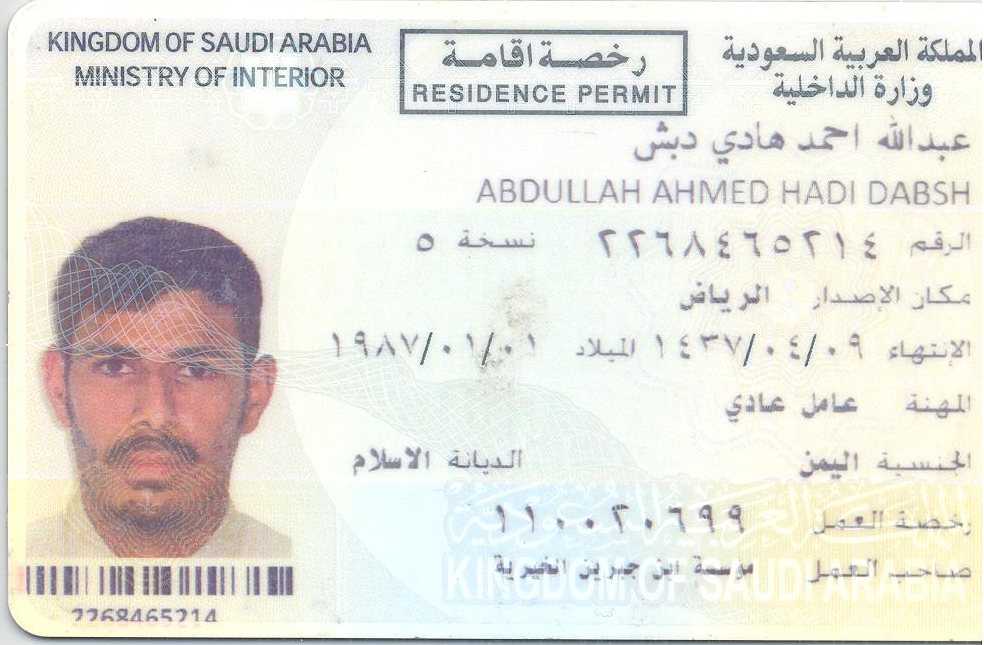 KINGDOM OF SAUDI ARABIA
MINISTRY OF INTERIOR
رخصة اقامة
RESIDENCE PERMIT
المملكة العربية السعودية
وزارة الداخلية
عبدالله احمد هادي دبش
ABDULLAH AHMED HADI DABSH
الرقم ٢٢٦٨٤٦٥٢١٤ نسخة ٥
مكان الإصدار الرياض
الإنتهاء ١٤٣٧/٠٤/٠٩ الميلاد ١٩٨٧/٠١/٠١
المهنة عامل عادي
الجنسية اليمن الديانة الاسلام
رخصة العمل ١١٠٠٢٠٦٩٩
صاحب العمل موسسة ابن جبرين الخيرية
المملكة العربية السعودية
KINGDOM OF SAUDI ARABIA
2268465214